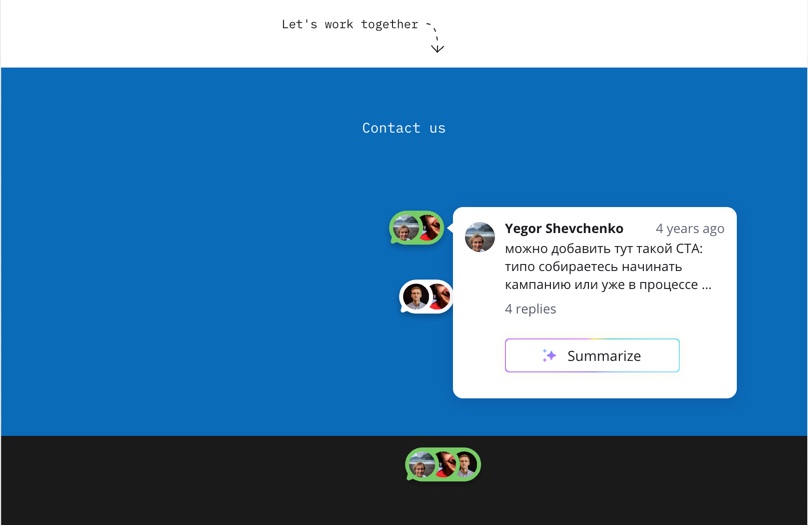 Let's work together
Contact us
Yegor Shevchenko 4 years ago
можно добавить тут такой СТА:
типо собираетесь начинать
кампанию или уже в процессе ...
4 replies
Summarize